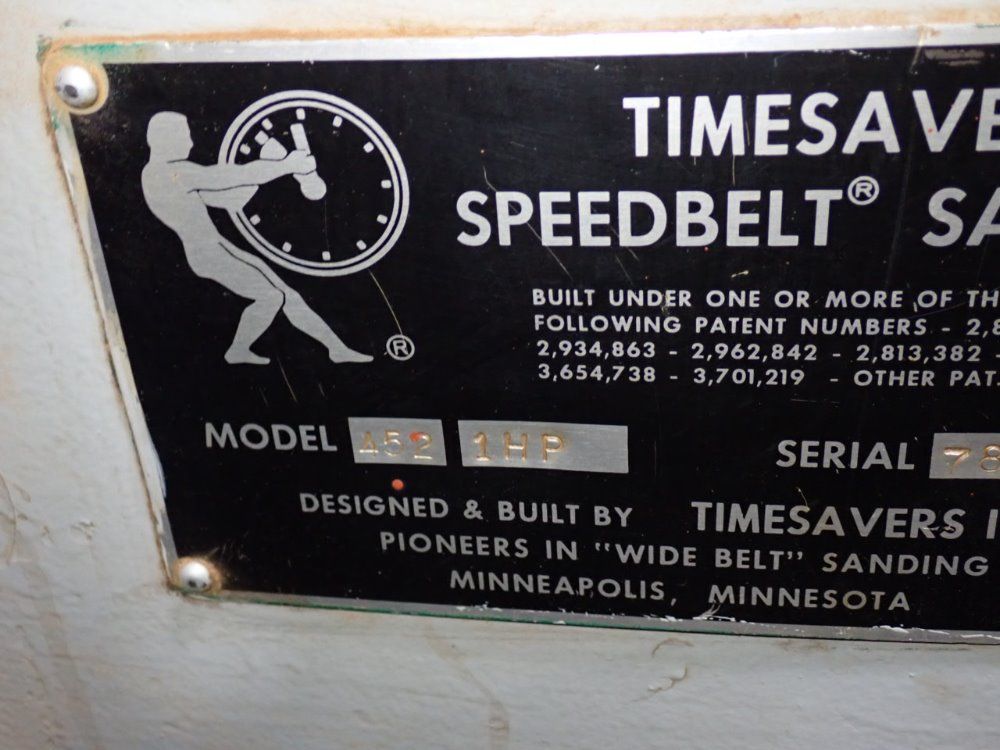 TIMESAVE
SPEEDBELT® SA
BUILT UNDER ONE OR MORE OF TH
FOLLOWING PATENT NUMBERS - 2,8
2,934,863 - 2,962,842 - 2,813,382 -
3,654,738 - 3,701,219 - OTHER PAT.
®
MODEL 452 1HP SERIAL 78
DESIGNED & BUILT BY TIMESAVERS I
PIONEERS IN "WIDE BELT" SANDING
MINNEAPOLIS, MINNESOTA